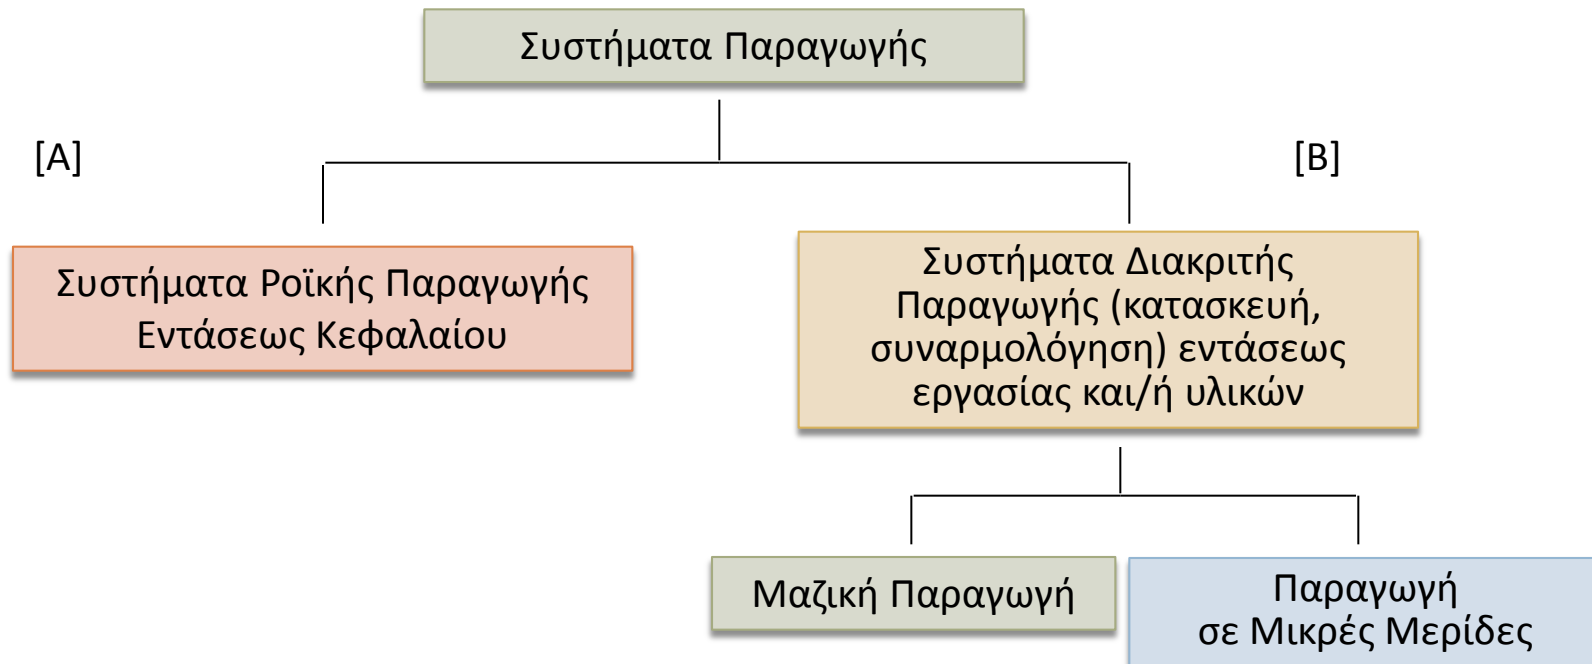 Συστήματα Παραγωγής
[Α]
[Β]
Συστήματα Ροϊκής Παραγωγής
Εντάσεως Κεφαλαίου
Συστήματα Διακριτής
Παραγωγής (κατασκευή,
συναρμολόγηση) εντάσεως
εργασίας και/ή υλικών
Μαζική Παραγωγή
Παραγωγή
σε Μικρές Μερίδες